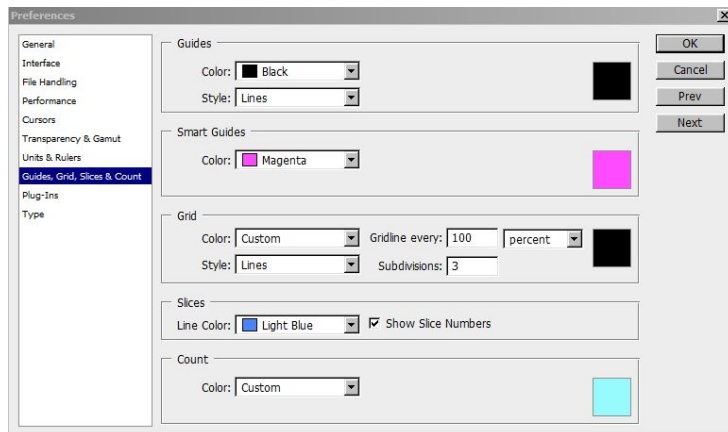 Preferences
General
Interface
File Handling
Performance
Cursors
Transparency & Gamut
Units & Rulers
Guides, Grid, Slices & Count
Plug-Ins
Type
Guides
Color: Black
Style: Lines
Smart Guides
Color: Magenta
Grid
Color: Custom Gridline every: 100 percent
Style: Lines Subdivisions: 3
Slices
Line Color: Light Blue Show Slice Numbers
Count
Color: Custom
OK
Cancel
Prev
Next